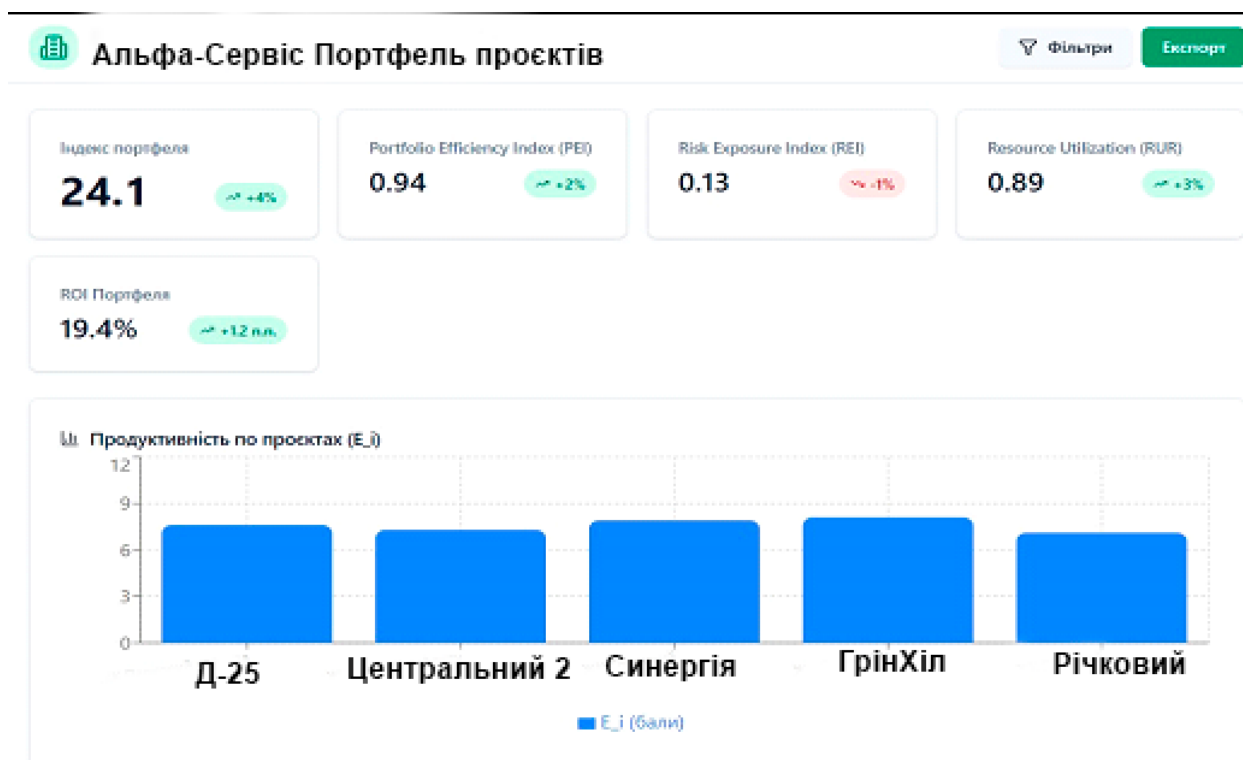 Альфа-Сервіс Портфель проєктів
Фільтри
Експорт
Індекс портфеля
24.1
+4%
Portfolio Efficiency Index (PEI)
0.94
+2%
Risk Exposure Index (REI)
0.13
-1%
Resource Utilization (RUR)
0.89
+3%
ROI Портфеля
19.4%
+1.2 п.п.
Продуктивність по проєктах (E_i)
12
9
6
3
0
Д-25
Центральний 2
Синергія
ГрінХіл
Річковий
E_i (бали)